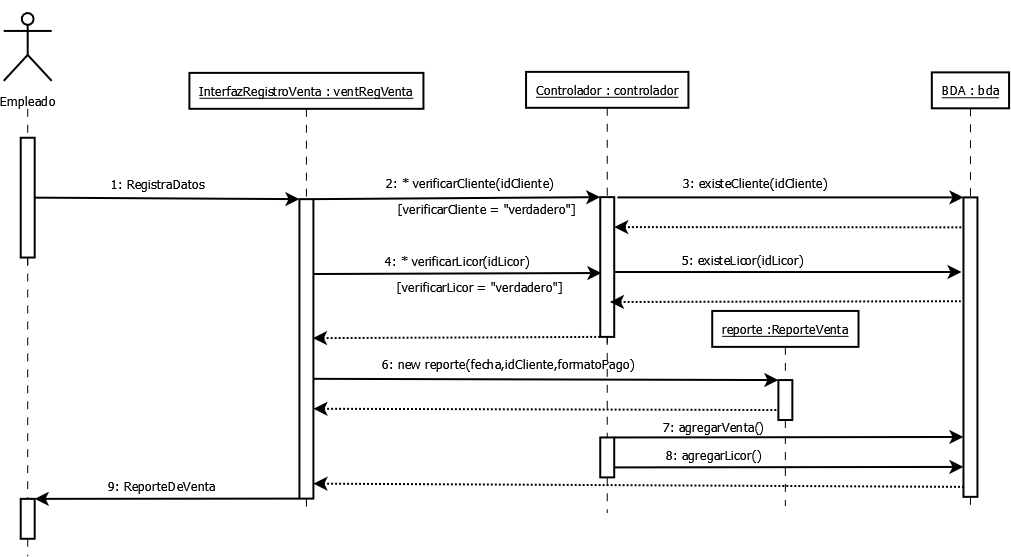 Empleado
InterfazRegistroVenta : ventRegVenta
Controlador : controlador
BDA : bda
1: RegistraDatos
2: * verificarCliente(idCliente)
[verificarCliente = "verdadero"]
3: existeCliente(idCliente)
4: * verificarLicor(idLicor)
[verificarLicor = "verdadero"]
5: existeLicor(idLicor)
reporte :ReporteVenta
6: new reporte(fecha,idCliente,formatoPago)
7: agregarVenta()
8: agregarLicor()
9: ReporteDeVenta